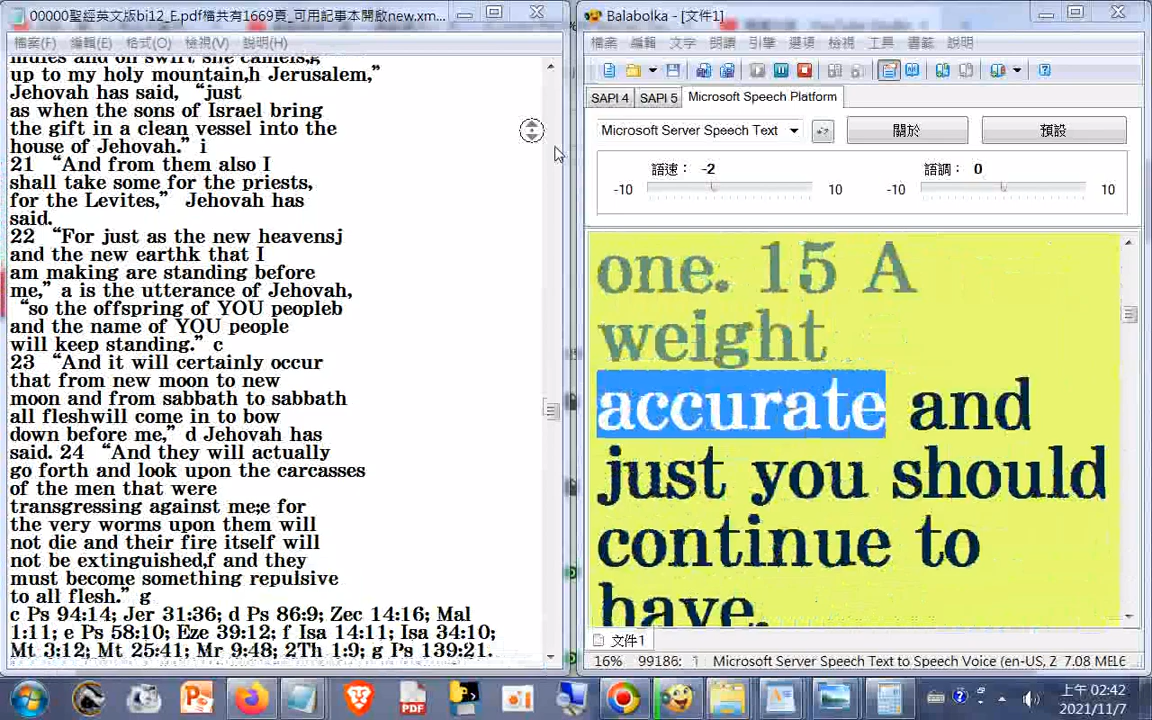 00000聖經英文版bi12_E.pdf檔共有1669頁_可用記事本開啟new.xm...
檔案(F) 編輯(E) 格式(O) 檢視(V) 說明(H)
mules and on swift she camels,g
up to my holy mountain,h Jerusalem,”
Jehovah has said, “just
as when the sons of Israel bring
the gift in a clean vessel into the
house of Jehovah.” i
21 “And from them also I
shall take some for the priests,
for the Levites,” Jehovah has
said.
22 “For just as the new heavensj
and the new earthk that I
am making are standing before
me,” a is the utterance of Jehovah,
“so the offspring of YOU peopleb
and the name of YOU people
will keep standing.” c
23 “And it will certainly occur
that from new moon to new
moon and from sabbath to sabbath
all fleshwill come in to bow
down before me,” d Jehovah has
said. 24 “And they will actually
go forth and look upon the carcasses
of the men that were
transgressing against me;e for
the very worms upon them will
not die and their fire itself will
not be extinguished,f and they
must become something repulsive
to all flesh.” g
c Ps 94:14; Jer 31:36; d Ps 86:9; Zec 14:16; Mal
1:11; e Ps 58:10; Eze 39:12; f Isa 14:11; Isa 34:10;
Mt 3:12; Mt 25:41; Mr 9:48; 2Th 1:9; g Ps 139:21.
Balabolka - [文件1]
檔案 編輯 文字 朗讀 引擎 選項 檢視 工具 書籤 說明
SAPI 4 SAPI 5 Microsoft Speech Platform
Microsoft Server Speech Text 關於 預設
語速： -2 語調： 0
-10 10 -10 10
one. 15 A
weight
accurate and
just you should
continue to
have.
文件1
16% 99186: 1 Microsoft Server Speech Text to Speech Voice (en-US, Z 7.08 МБ16
上午 02:42
2021/11/7